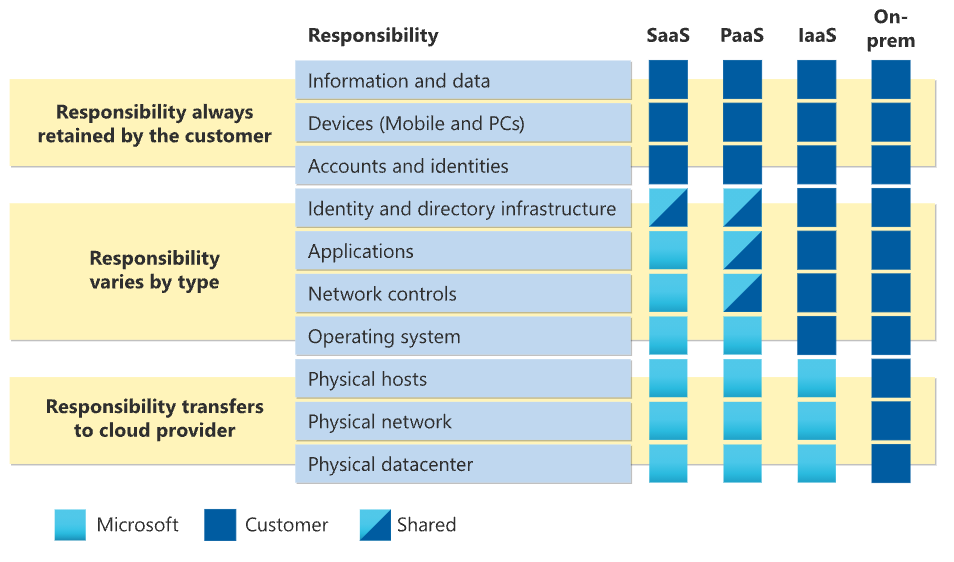 Responsibility SaaS PaaS IaaS On-
prem
Responsibility always
retained by the customer
Information and data
Devices (Mobile and PCs)
Accounts and identities
Responsibility
varies by type
Identity and directory infrastructure
Applications
Network controls
Operating system
Responsibility transfers
to cloud provider
Physical hosts
Physical network
Physical datacenter
Microsoft Customer Shared